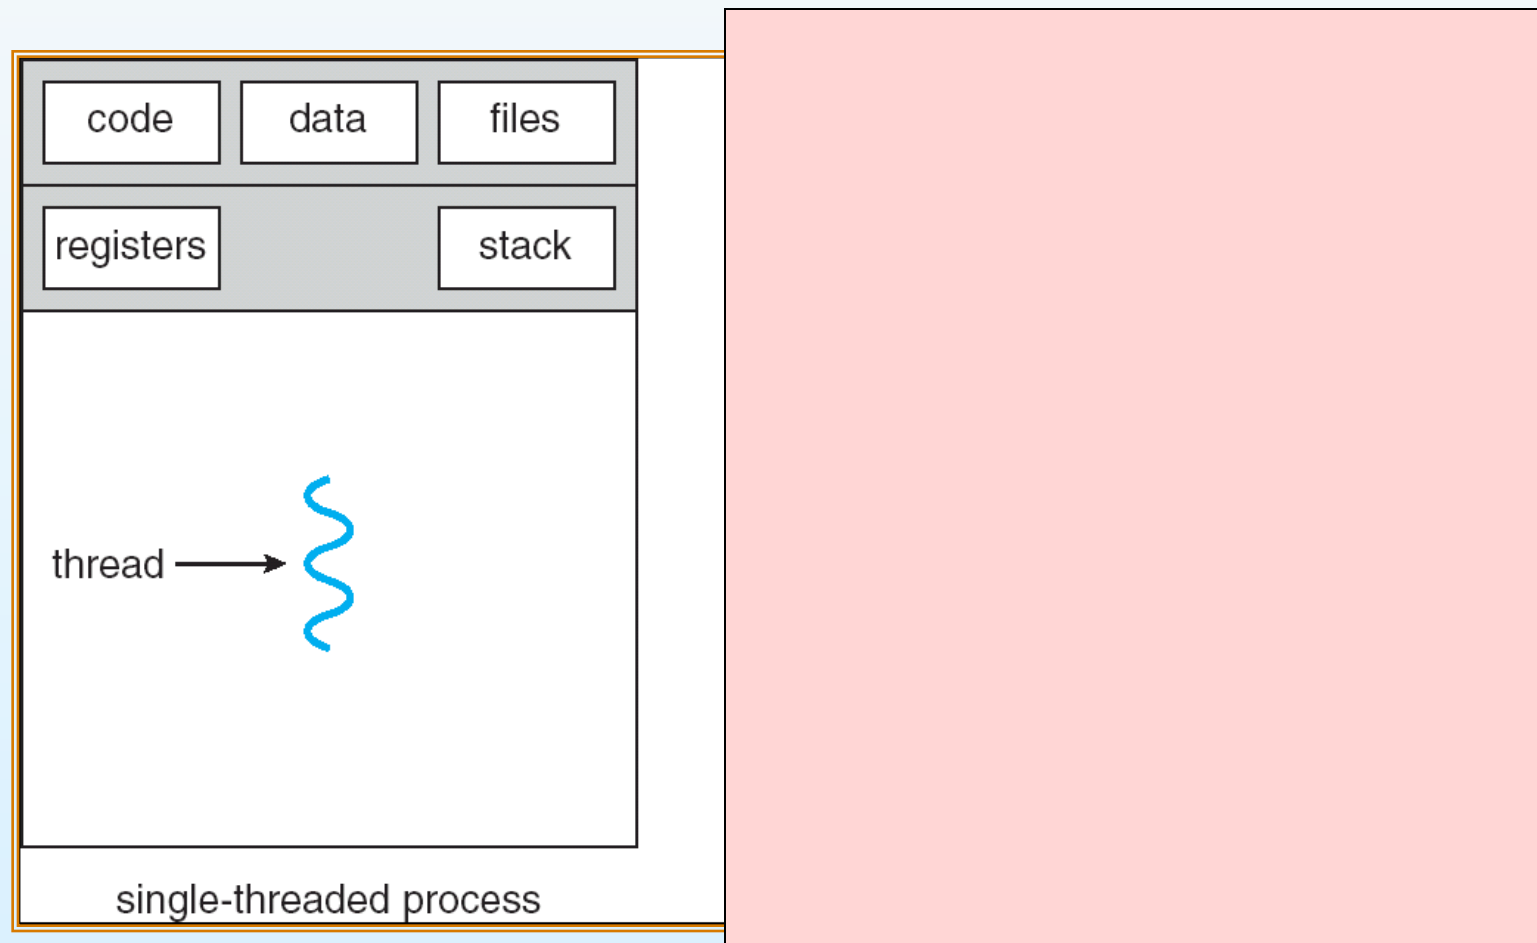 code data files
registers stack
thread
single-threaded process